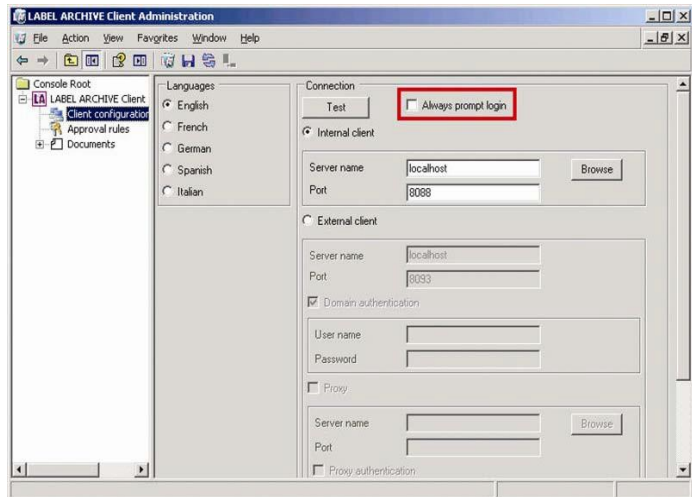 LABEL ARCHIVE Client Administration
File Action View Favorites Window Help
Console Root
LABEL ARCHIVE Client
Client configuration
Approval rules
Documents
Languages
English
French
German
Spanish
Italian
Connection
Test
Always prompt login
Internal client
Server name localhost Browse
Port 8088
External client
Server name localhost
Port 8093
Domain authentication
User name
Password
Proxy
Server name Browse
Port
Proxy authentication